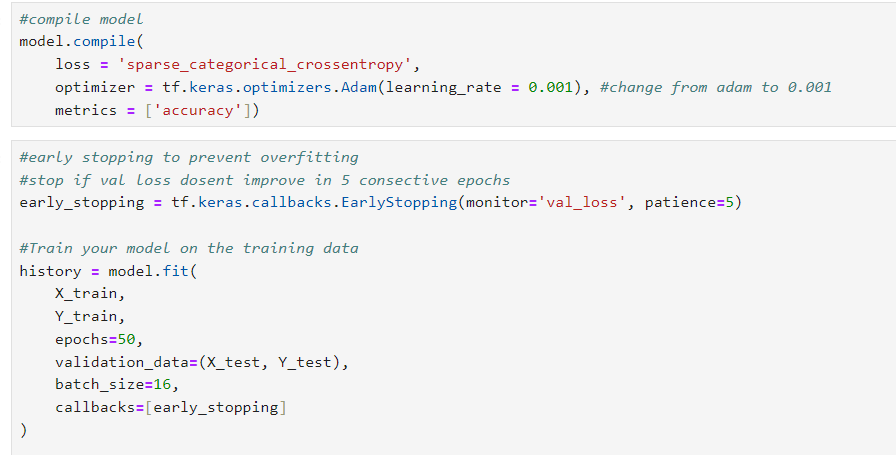 #compile model
model.compile(
    loss = 'sparse_categorical_crossentropy',
    optimizer = tf.keras.optimizers.Adam(learning_rate = 0.001), #change from adam to 0.001
    metrics = ['accuracy'])
#early stopping to prevent overfitting
#stop if val loss dosent improve in 5 consective epochs
early_stopping = tf.keras.callbacks.EarlyStopping(monitor='val_loss', patience=5)
#Train your model on the training data
history = model.fit(
    X_train,
    Y_train,
    epochs=50,
    validation_data=(X_test, Y_test),
    batch_size=16,
    callbacks=[early_stopping]
)